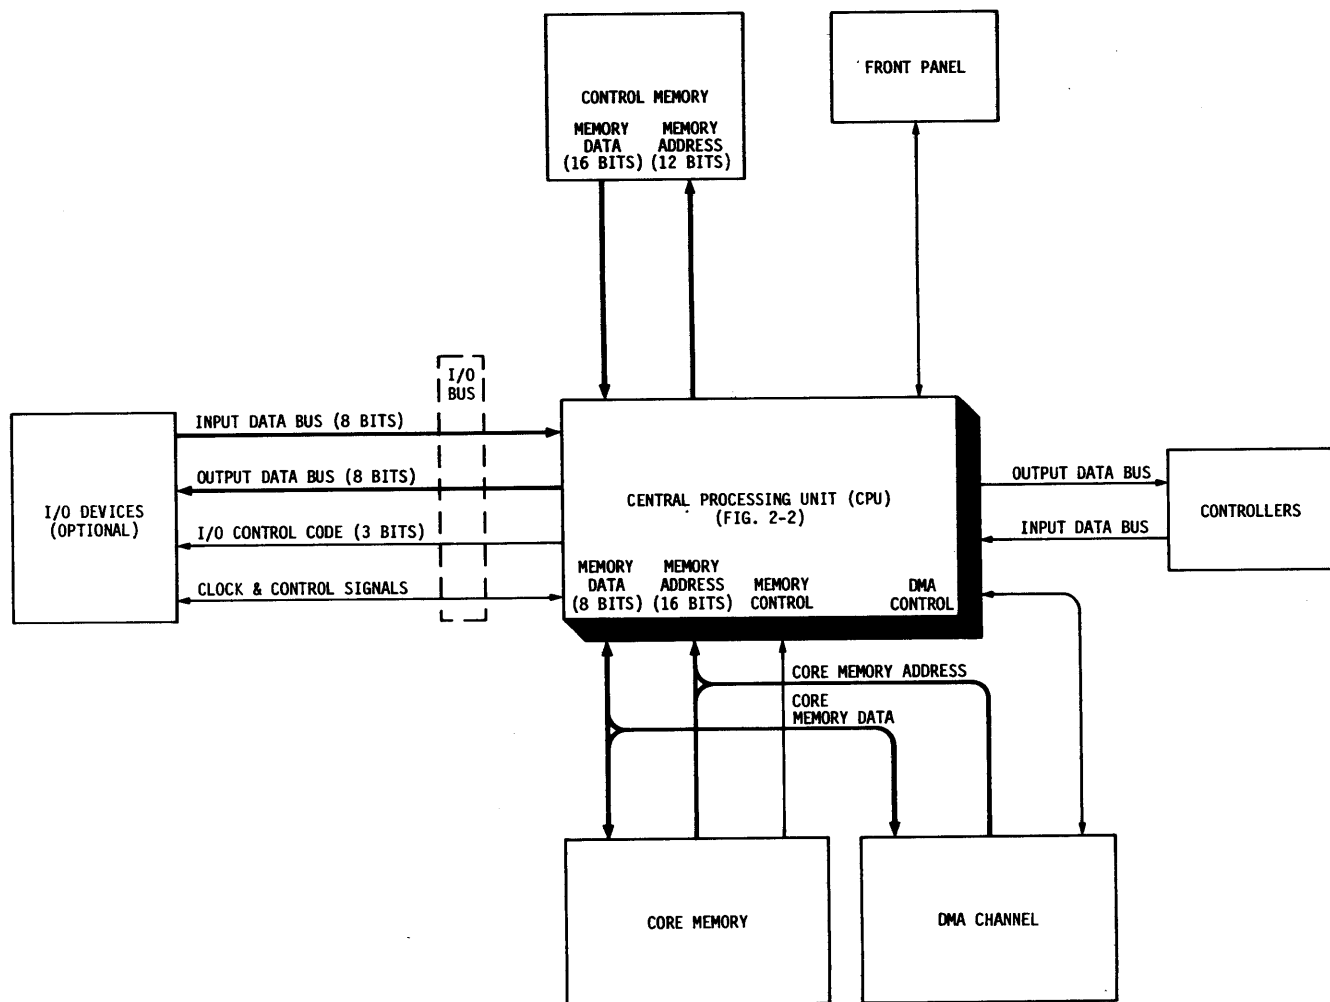 CONTROL MEMORY
MEMORY DATA (16 BITS)
MEMORY ADDRESS (12 BITS)
FRONT PANEL
I/O BUS
INPUT DATA BUS (8 BITS)
OUTPUT DATA BUS (8 BITS)
I/O CONTROL CODE (3 BITS)
CLOCK & CONTROL SIGNALS
I/O DEVICES
(OPTIONAL)
CENTRAL PROCESSING UNIT (CPU)
(FIG. 2-2)
MEMORY DATA (8 BITS)
MEMORY ADDRESS (16 BITS)
MEMORY CONTROL
DMA CONTROL
OUTPUT DATA BUS
INPUT DATA BUS
CONTROLLERS
CORE MEMORY ADDRESS
CORE
MEMORY DATA
CORE MEMORY
DMA CHANNEL